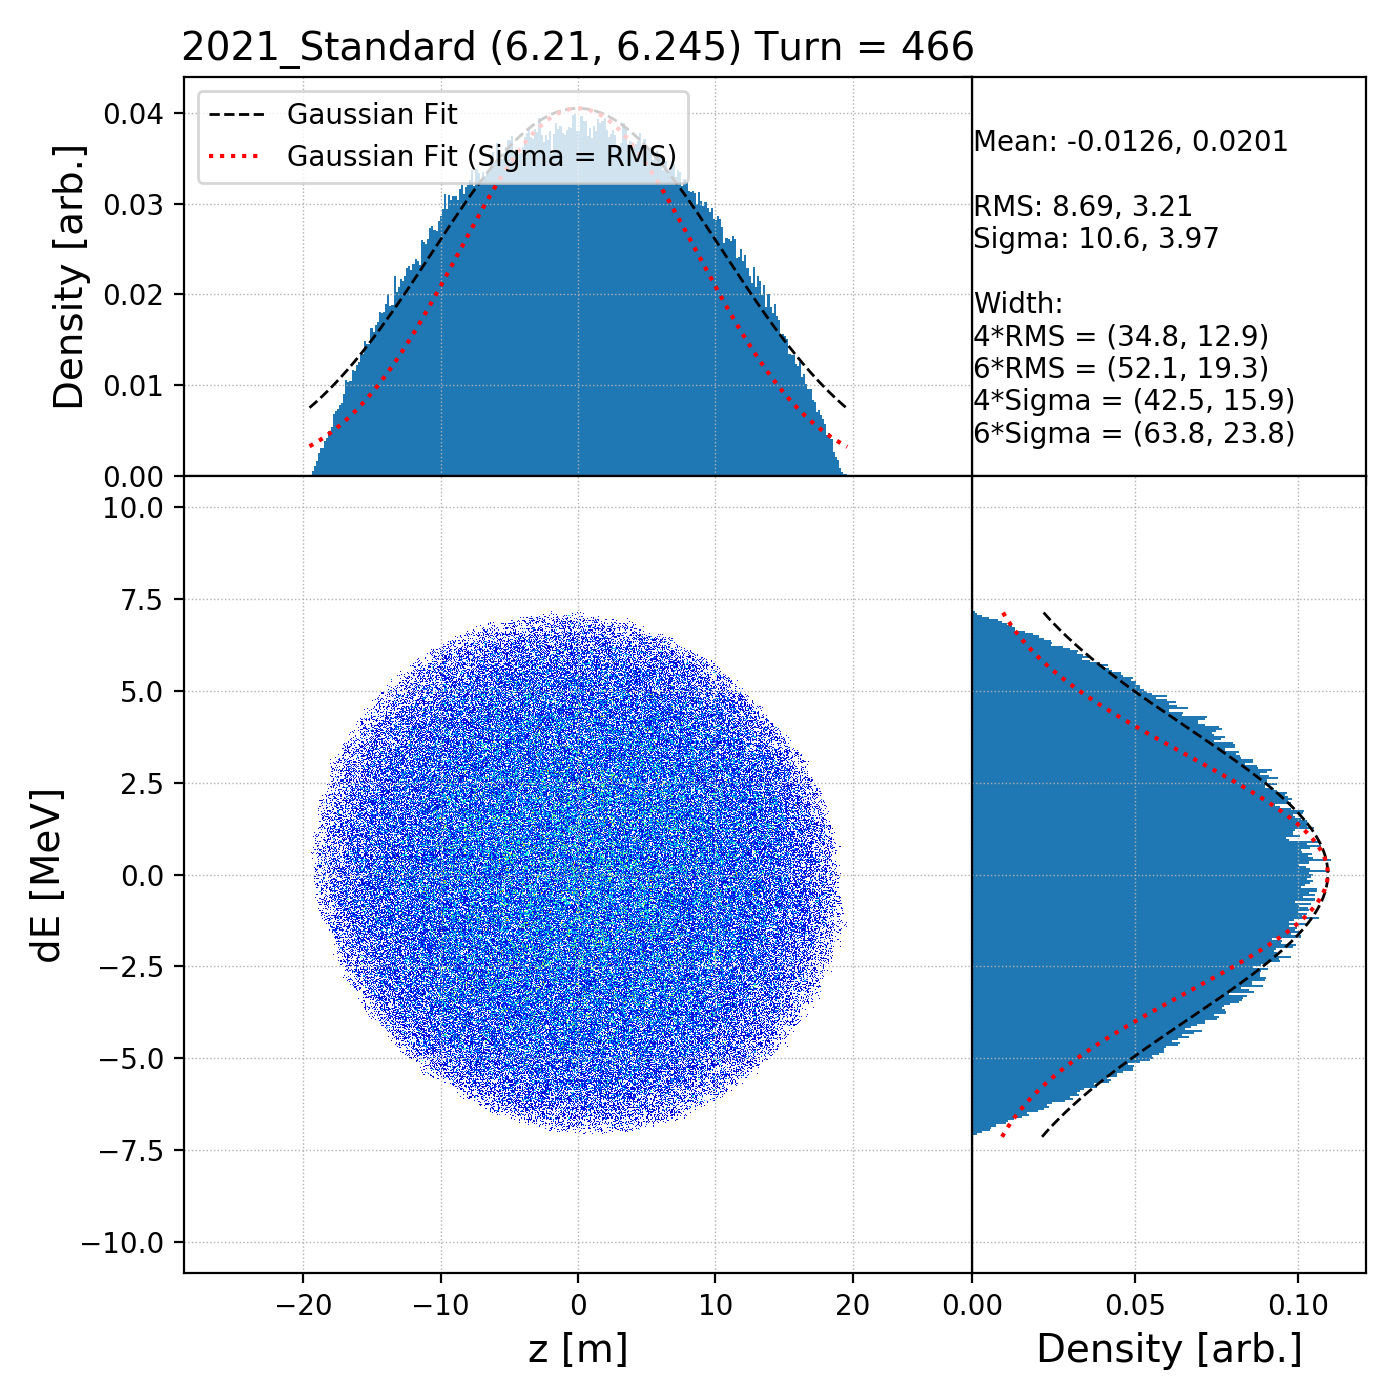 2021_Standard (6.21, 6.245) Turn = 466
Gaussian Fit
Gaussian Fit (Sigma = RMS)
Density [arb.]
0.04
0.03
0.02
0.01
0.00
Mean: -0.0126, 0.0201
RMS: 8.69, 3.21
Sigma: 10.6, 3.97
Width:
4*RMS = (34.8, 12.9)
6*RMS = (52.1, 19.3)
4*Sigma = (42.5, 15.9)
6*Sigma = (63.8, 23.8)
dE [MeV]
10.0
7.5
5.0
2.5
0.0
−2.5
−5.0
−7.5
−10.0
−20
−10
0
10
20
z [m]
0.00
0.05
0.10
Density [arb.]